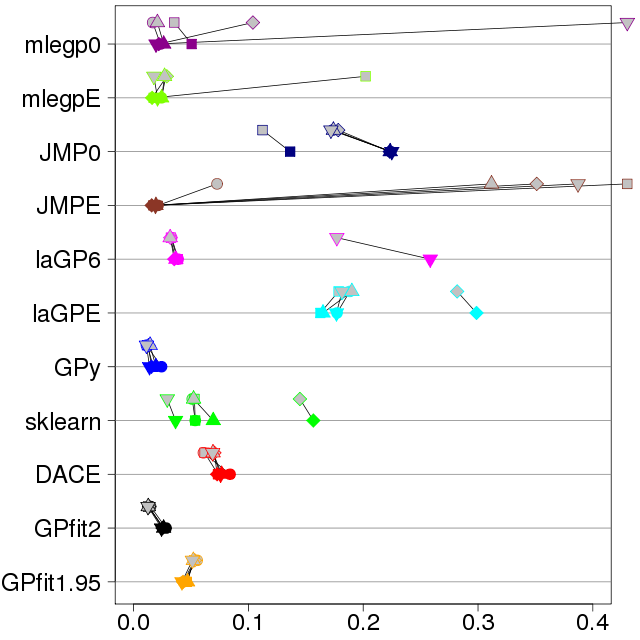 mlegp0
mlegpE
JMP0
JMPE
laGP6
laGPE
GPy
sklearn
DACE
GPfit2
GPfit1.95
0.0 0.1 0.2 0.3 0.4